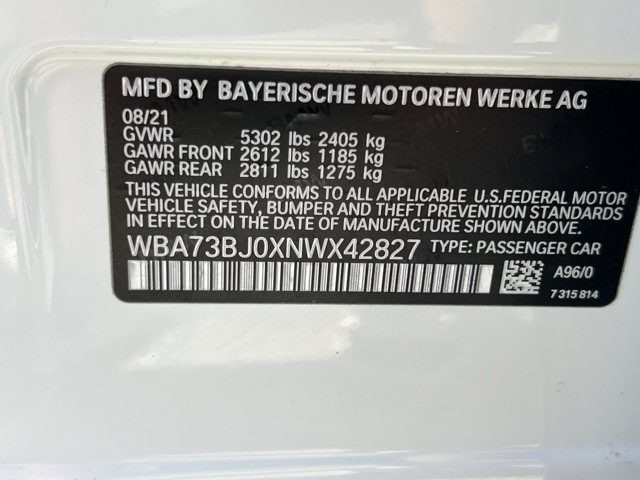 MFD BY BAYERISCHE MOTOREN WERKE AG
08/21
GVWR 5302 lbs 2405 kg
GAWR FRONT 2612 lbs 1185 kg
GAWR REAR 2811 lbs 1275 kg
THIS VEHICLE CONFORMS TO ALL APPLICABLE U.S.FEDERAL MOTOR
VEHICLE SAFETY, BUMPER, AND THEFT PREVENTION STANDARDS
IN EFFECT ON THE DATE OF MANUFACTURE SHOWN ABOVE.
WBA73BJ0XNWX42827 TYPE: PASSENGER CAR
A96/0
7 315 814